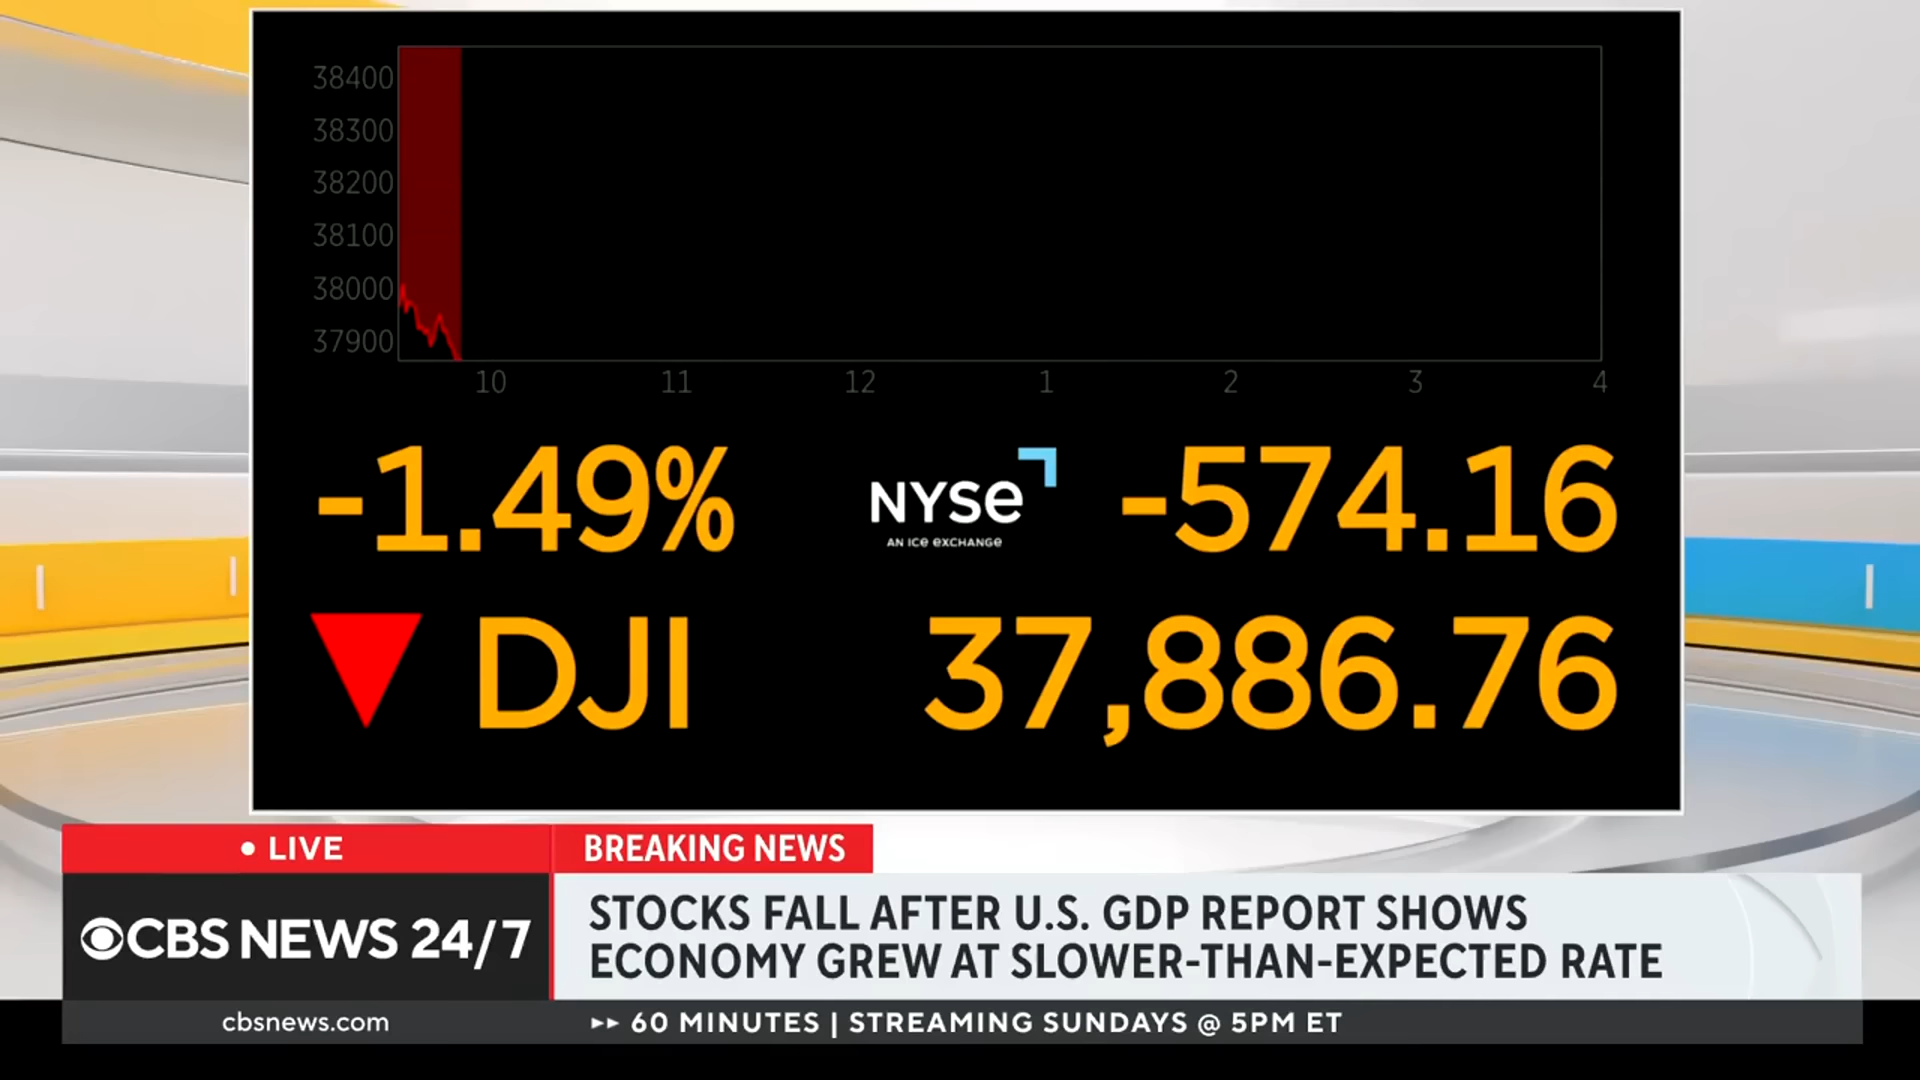 38400
38300
38200
38100
38000
37900
10 11 12 1 2 3 4
-1.49% NYSE -574.16
AN ICE EXCHANGE
DJI 37,886.76
LIVE
BREAKING NEWS
CBS NEWS 24/7
STOCKS FALL AFTER U.S. GDP REPORT SHOWS
ECONOMY GREW AT SLOWER-THAN-EXPECTED RATE
cbsnews.com
60 MINUTES | STREAMING SUNDAYS @ 5PM ET